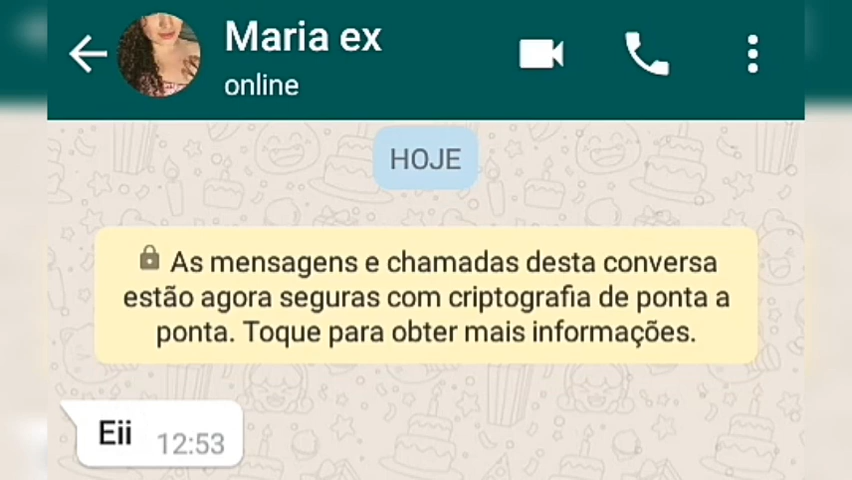 Maria ex
online
HOJE
As mensagens e chamadas desta conversa
estão agora seguras com criptografia de ponta a
ponta. Toque para obter mais informações.
Eii 12:53